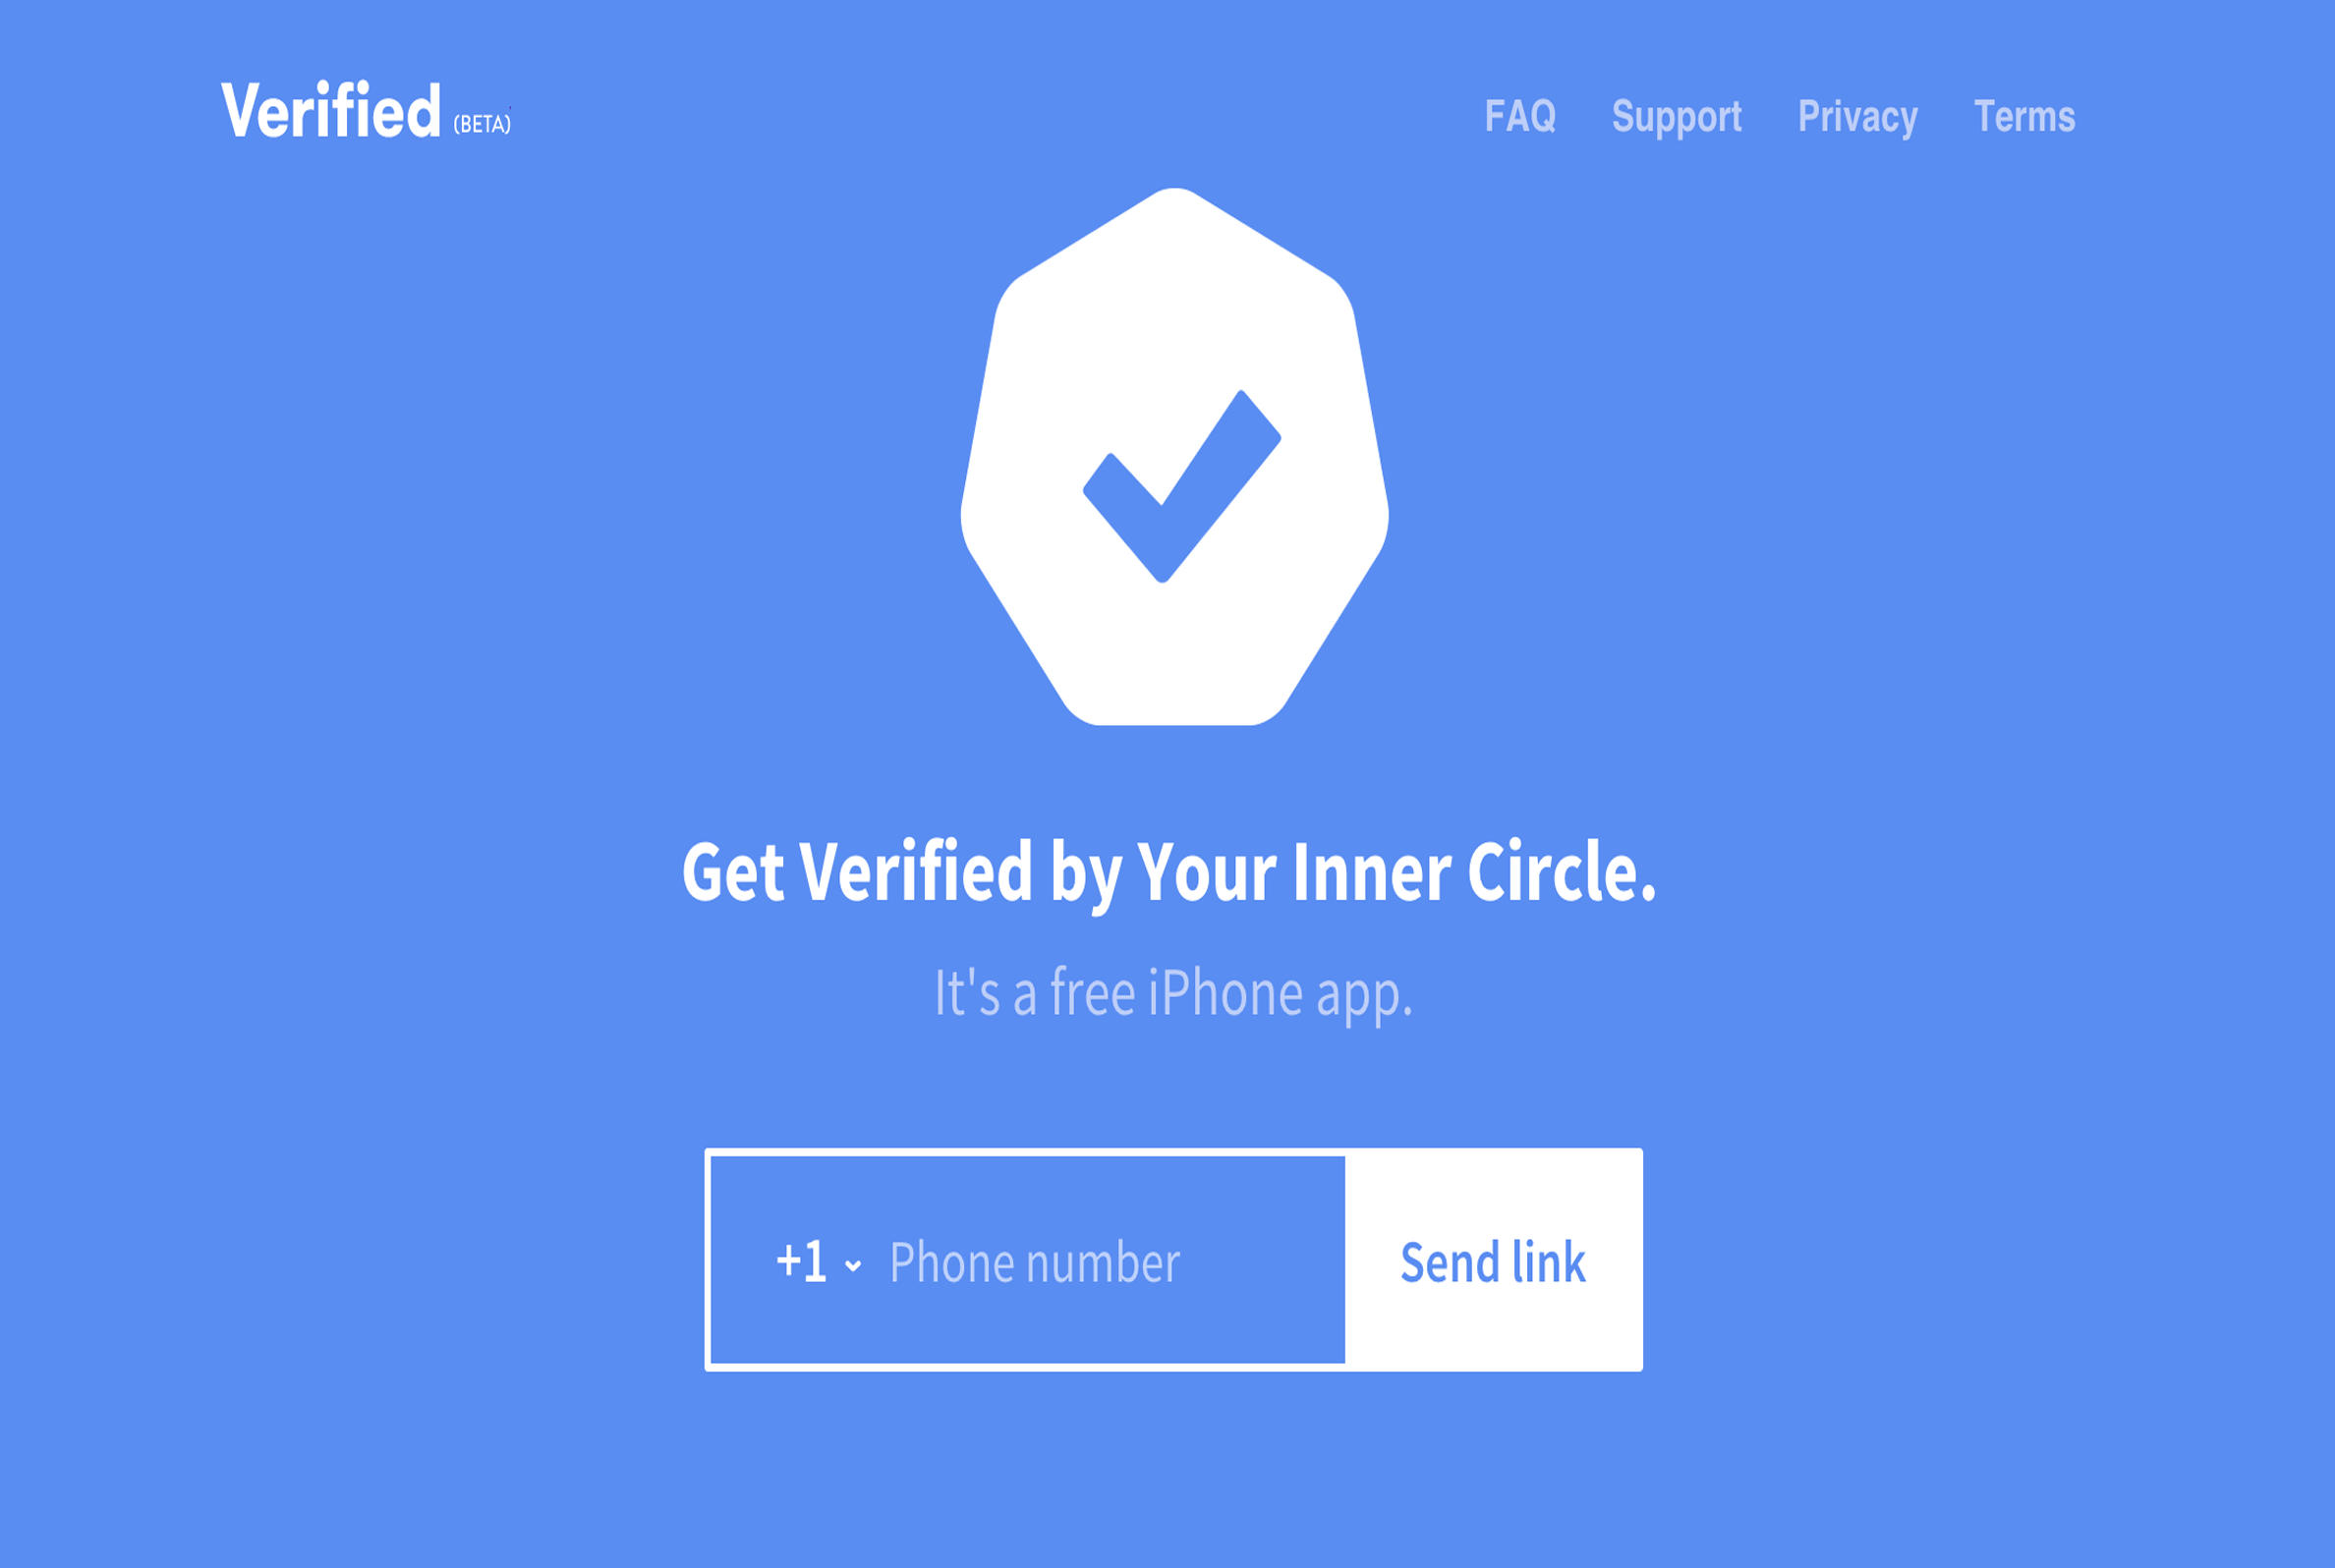 Verified (BETA)
FAQ Support Privacy Terms
Get Verified by Your Inner Circle.
It's a free iPhone app.
+1 Phone number Send link